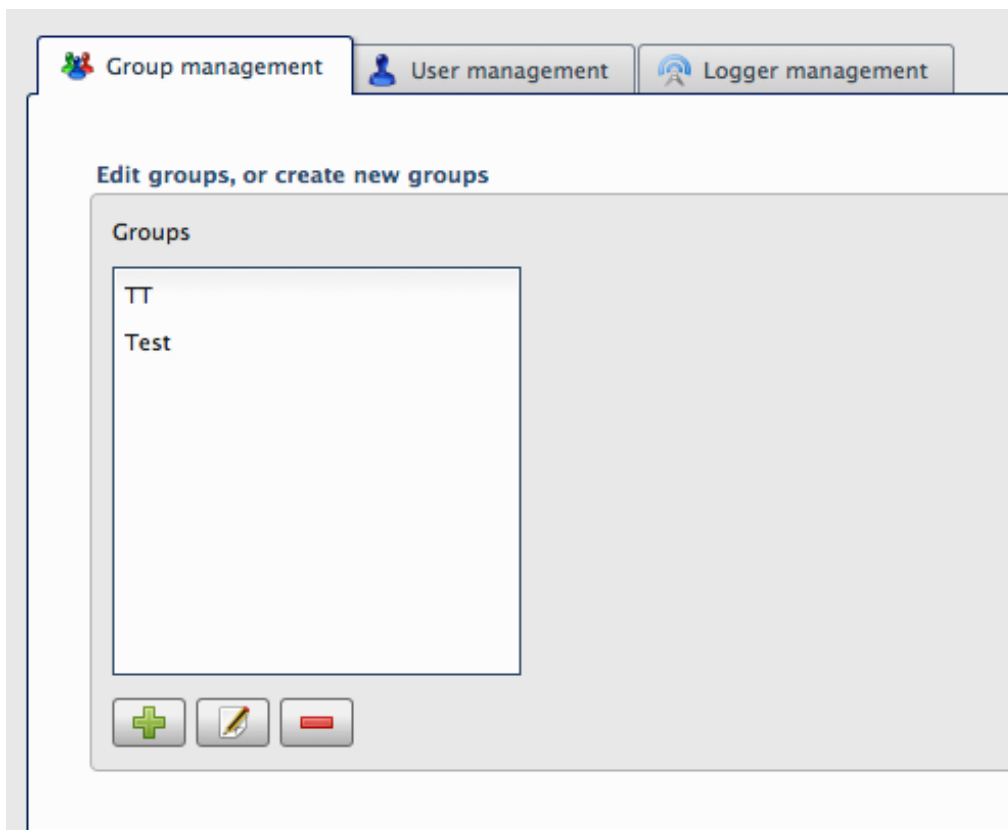 Group management
User management
Logger management
Edit groups, or create new groups
Groups
TT
Test